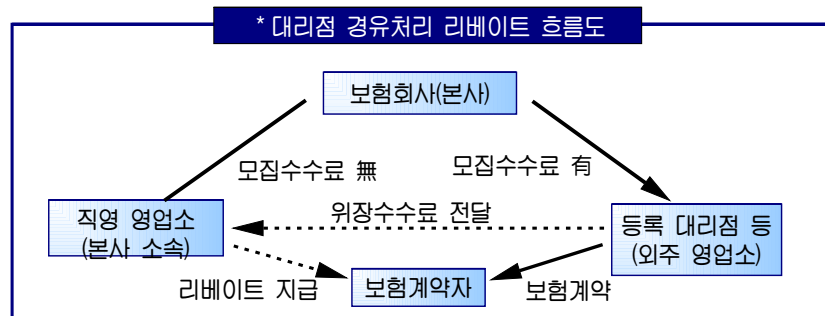 * 대리점 경유처리 리베이트 흐름도
보험회사(본사)
모집수수료 無
모집수수료 有
직영 영업소
(본사 소속)
위장수수료 전달
등록 대리점 등
(외주 영업소)
리베이트 지급
보험계약자
보험계약